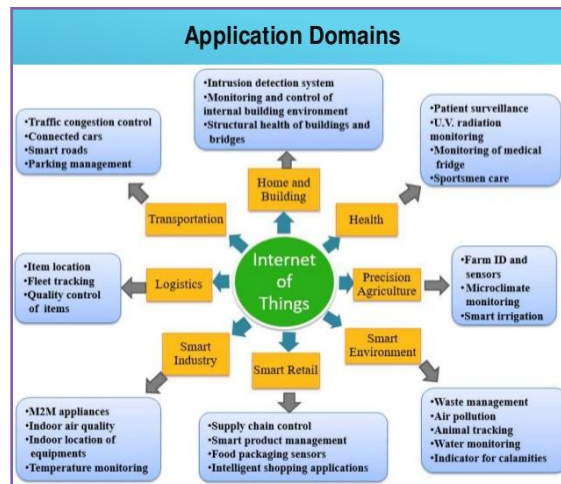 Application Domains
•Intrusion detection system
•Monitoring and control of
internal building environment
•Structural health of buildings and
bridges
•Traffic congestion control
•Connected cars
•Smart roads
•Parking management
•Patient surveillance
•U.V. radiation
monitoring
•Monitoring of medical
fridge
•Sportsmen care
Home and
Building
Transportation
Health
•Item location
•Fleet tracking
•Quality control
of items
Logistics
Internet
of
Things
Precision
Agriculture
•Farm ID and
sensors
•Microclimate
monitoring
•Smart irrigation
Smart
Industry
Smart Retail
Smart
Environment
•M2M appliances
•Indoor air quality
•Indoor location of
equipments
•Temperature monitoring
•Supply chain control
•Smart product management
•Food packaging sensors
•Intelligent shopping applications
•Waste management
•Air pollution
•Animal tracking
•Water monitoring
•Indicator for calamities